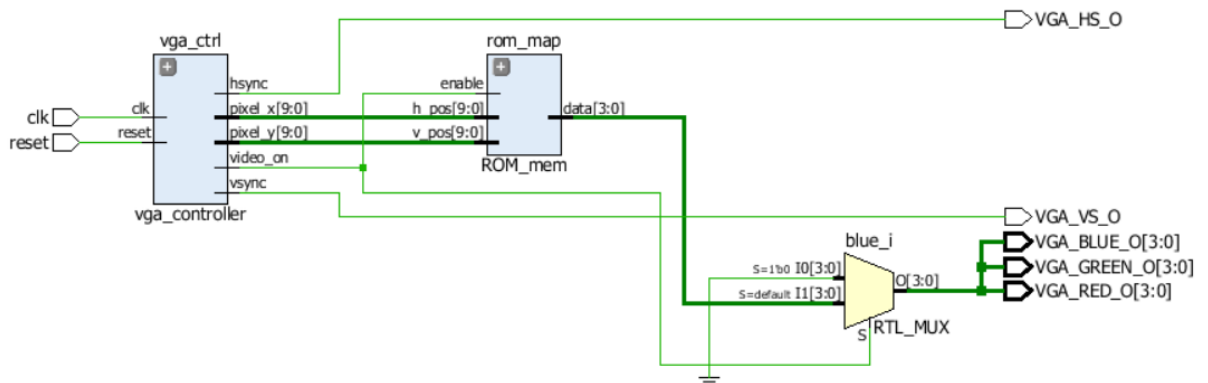 VGA_HS_O
vga_ctrl
rom_map
hsync
enable
clk
clk
pixel_x[9:0]
h_pos[9:0]
data[3:0]
reset
reset
pixel_y[9:0]
v_pos[9:0]
video_on
ROM_mem
vsync
vga_controller
VGA_VS_O
blue_i
VGA_BLUE_O[3:0]
S=1'b0 I0[3:0]
VGA_GREEN_O[3:0]
O[3:0]
S=default I1[3:0]
VGA_RED_O[3:0]
S
RTL_MUX